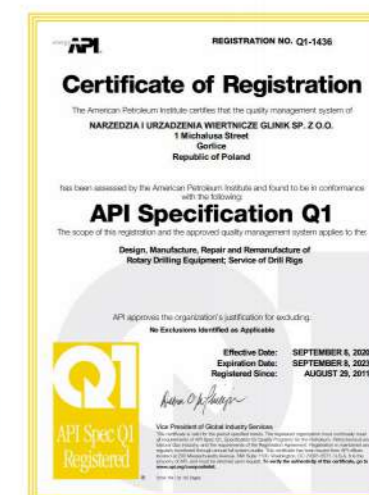 API
REGISTRATION NO. Q1-1436
Certificate of Registration
The American Petroleum Institute certifies that the quality management system of
NARZEDZIA I URZADZENIA WIERTNICZE GLINIK SP. Z O.O.
1 Michalusa Street
Gorlice
Republic of Poland
has been assessed by the American Petroleum Institute and found to be in conformance
with the following:
API Specification Q1
The scope of this registration and the approved quality management system applies to the:
Design, Manufacture, Repair and Remanufacture of
Rotary Drilling Equipment; Service of Drill Rigs
API approves the organization's justification for excluding:
No Exclusions Identified as Applicable
Effective Date: SEPTEMBER 8, 2020
Expiration Date: SEPTEMBER 8, 2023
Registered Since: AUGUST 29, 2011
Q1
API Spec Q1
Registered
Vice President of Global Industry Services